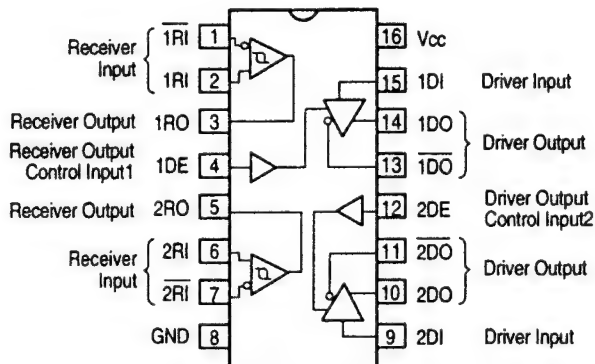 Receiver Input
1RI 1
1RI 2
Receiver Output 1RO 3
Receiver Output Control Input1
1DE 4
Receiver Output 2RO 5
Receiver Input
2RI 6
2RI 7
GND 8
16 Vcc
15 1DI Driver Input
14 1DO
13 1DO
Driver Output
12 2DE
Driver Output Control Input2
11 2DO
10 2DO
Driver Output
9 2DI Driver Input